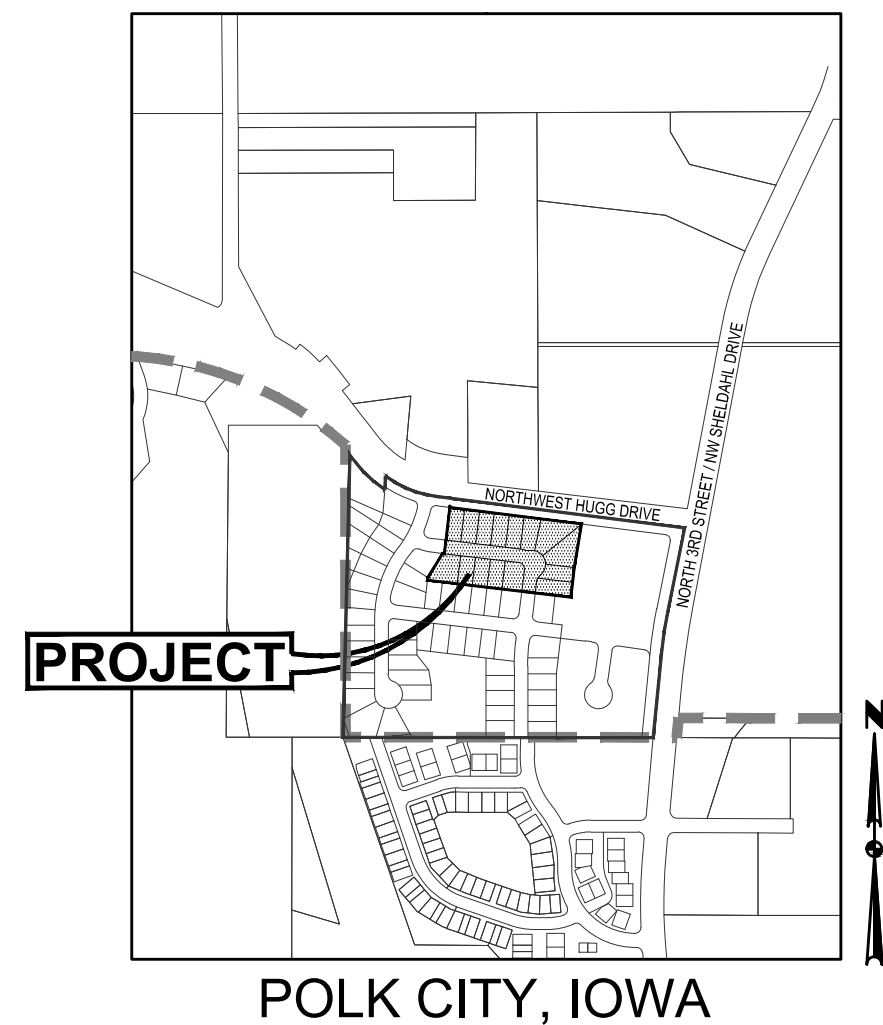 NORTHWEST HUGG DRIVE
NORTH 3RD STREET / NW SHELDAHL DRIVE
PROJECT
N
POLK CITY, IOWA